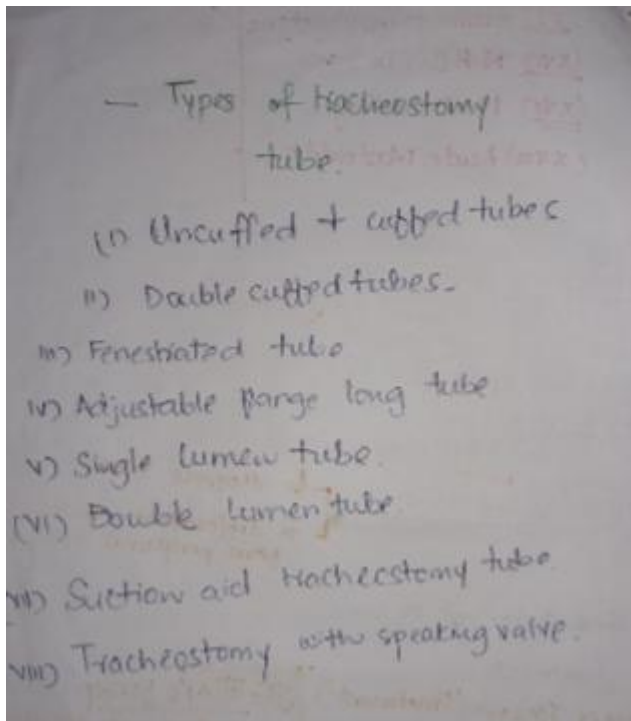 - Types of tracheostomy
tube.
(i) Uncuffed + cuffed tubes
ii) Double cuffed tubes.
iii) Fenestrated tube
iv) Adjustable flange long tube
v) Single lumen tube.
(vi) Double lumen tube
vii) Suction aid tracheostomy tube
viii) Tracheostomy with speaking valve.